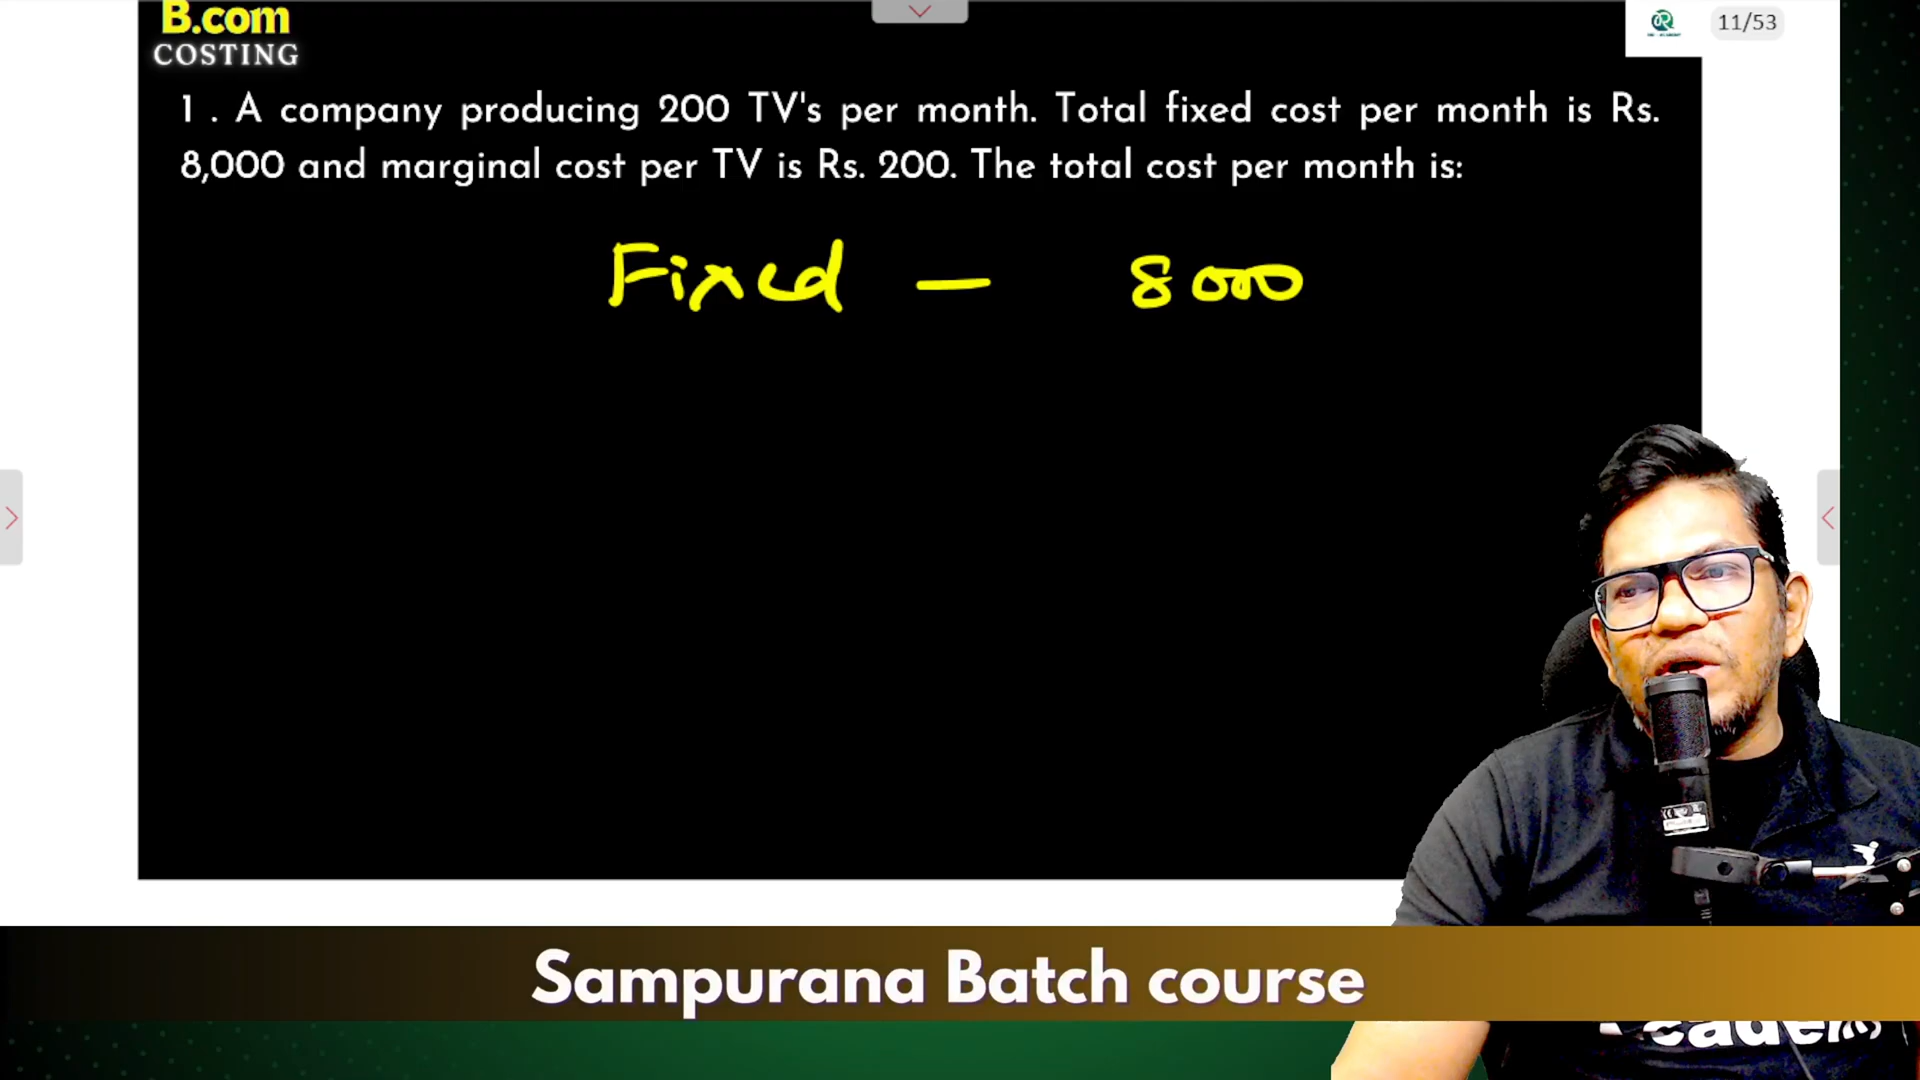 B.com
COSTING
11/53
1 . A company producing 200 TV's per month. Total fixed cost per month is Rs.
8,000 and marginal cost per TV is Rs. 200. The total cost per month is:
Fixed — 8000
Sampurana Batch course